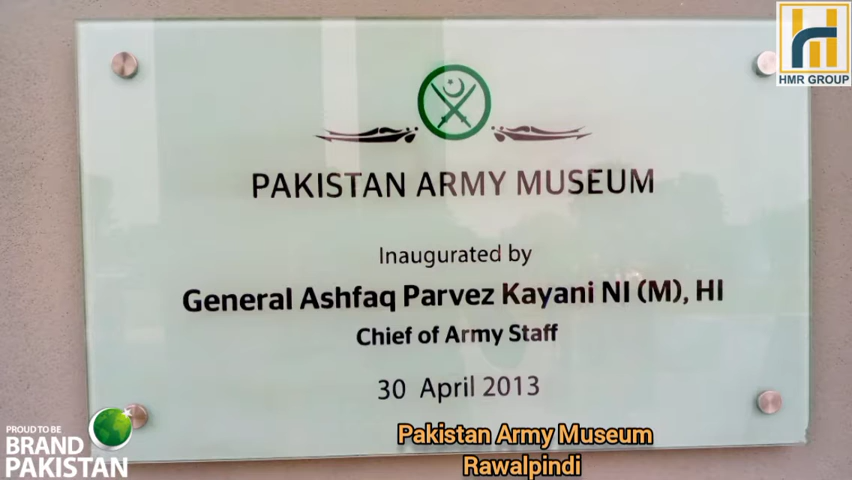 HMR GROUP
PAKISTAN ARMY MUSEUM
Inaugurated by
General Ashfaq Parvez Kayani NI (M), HI
Chief of Army Staff
30 April 2013
PROUD TO BE
BRAND
PAKISTAN
Pakistan Army Museum
Rawalpindi